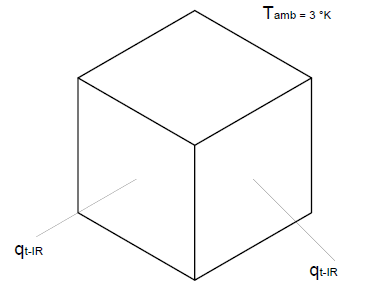 Tamb = 3 °K
qt-IR
qt-IR